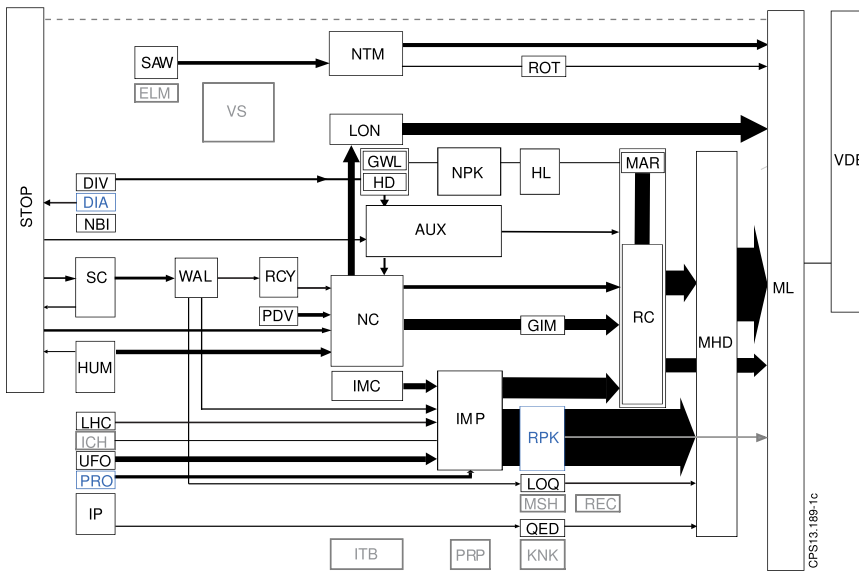 NTM
SAW
ROT
ELM
VS
LON
GWL
NPK
HL
MAR
VDE
DIV
HD
DIA
STOP
NBI
AUX
SC
WAL
RCY
ML
PDV
NC
GIM
RC
MHD
HUM
IMC
LHC
IMP
ICH
RPK
UFO
PRO
LOQ
MSH
REC
IP
QED
ITB
PRP
KNK
CPS13.189-1c